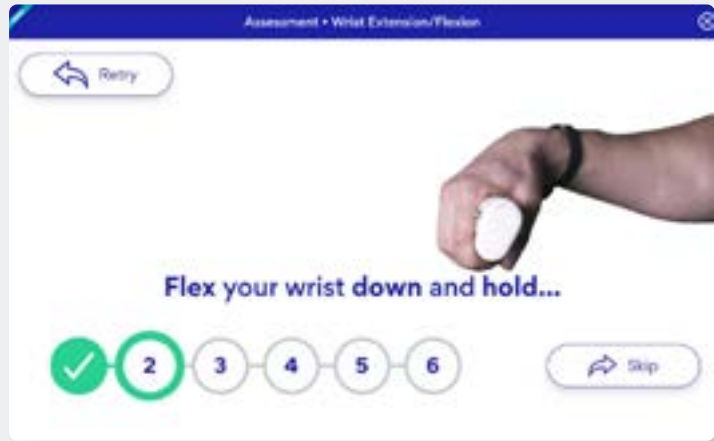 Assessment • Wrist Extension/Flexion
Retry
Flex your wrist down and hold...
2 3 4 5 6
Skip